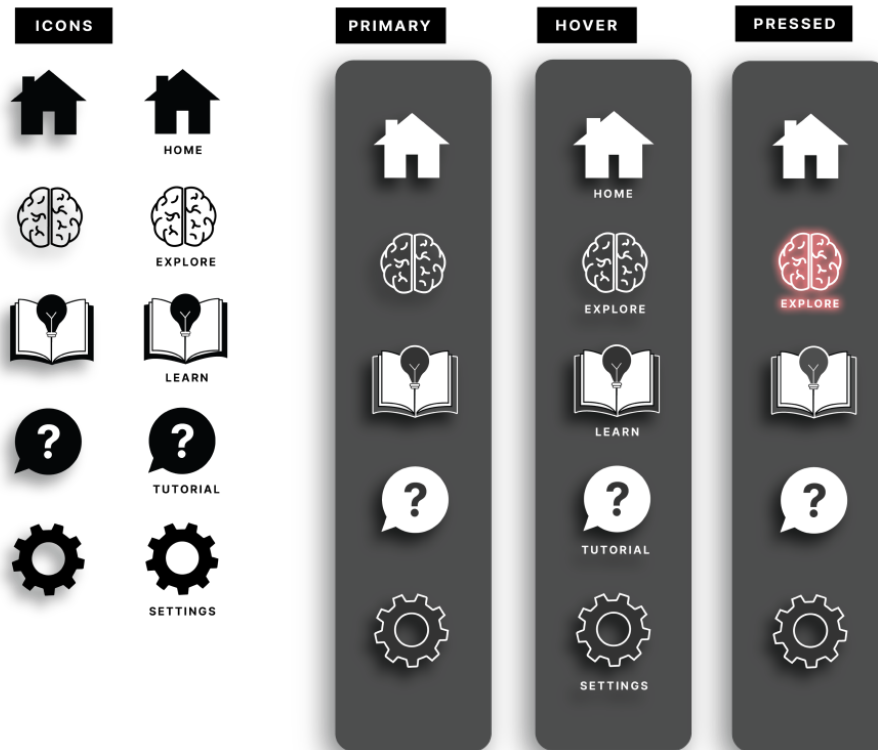 ICONS
PRIMARY
HOVER
PRESSED
HOME
EXPLORE
LEARN
?
?
TUTORIAL
SETTINGS
?
HOME
EXPLORE
LEARN
?
TUTORIAL
SETTINGS
EXPLORE
?